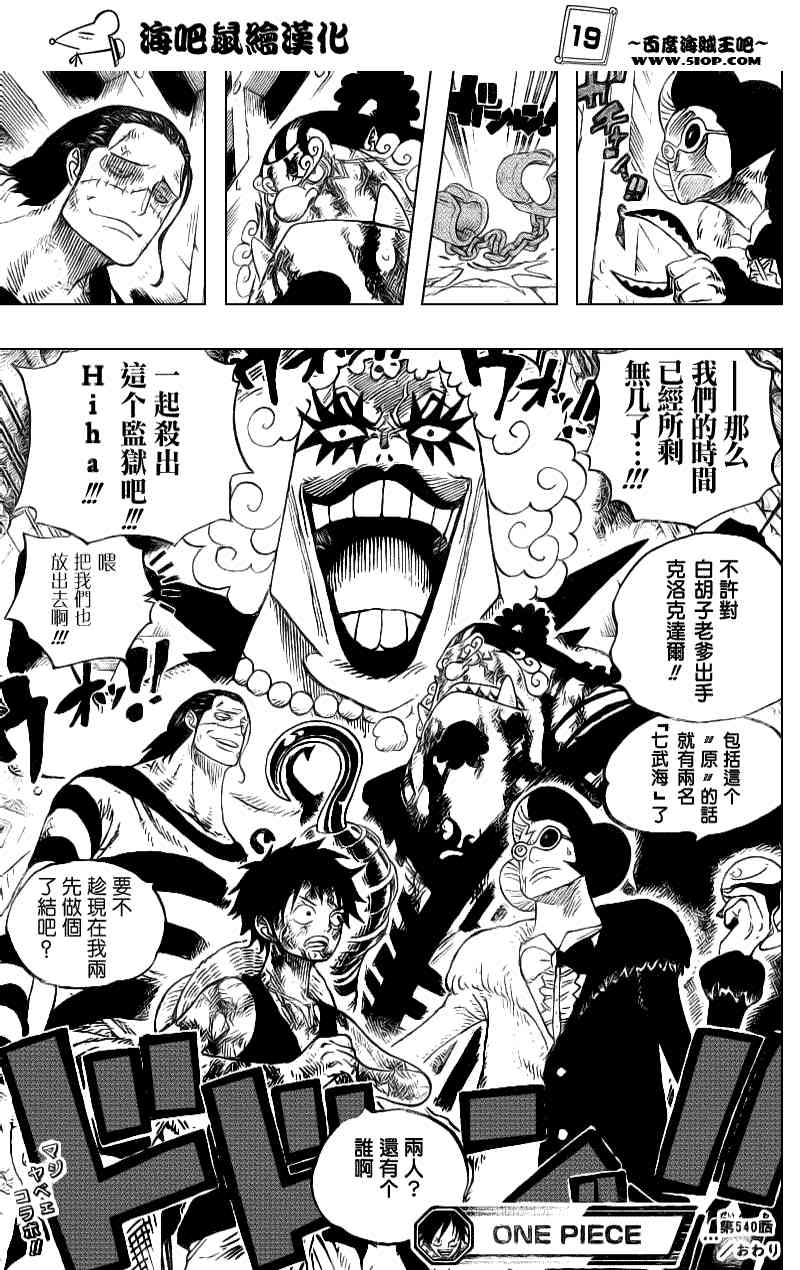 海吧鼠繪漢化
19
~百度海贼王吧~
WWW.5IOP.COM
——那么
我們的時間
已經所剩
無几了…!!!
一起殺出
這个監獄吧!!!
Hiha!!!
不許對
白胡子老爹出手
克洛克達爾!!
喂
把我們也
放出去啊!!!
包括這个
"原"的話
就有兩名
『七武海』了
要不
趁現在我兩
先做個
了結吧?
兩人?
還有个
誰啊
ドドン!!
マジ
ヤベェ
コラボ!!
ONE PIECE
第540話
おわり